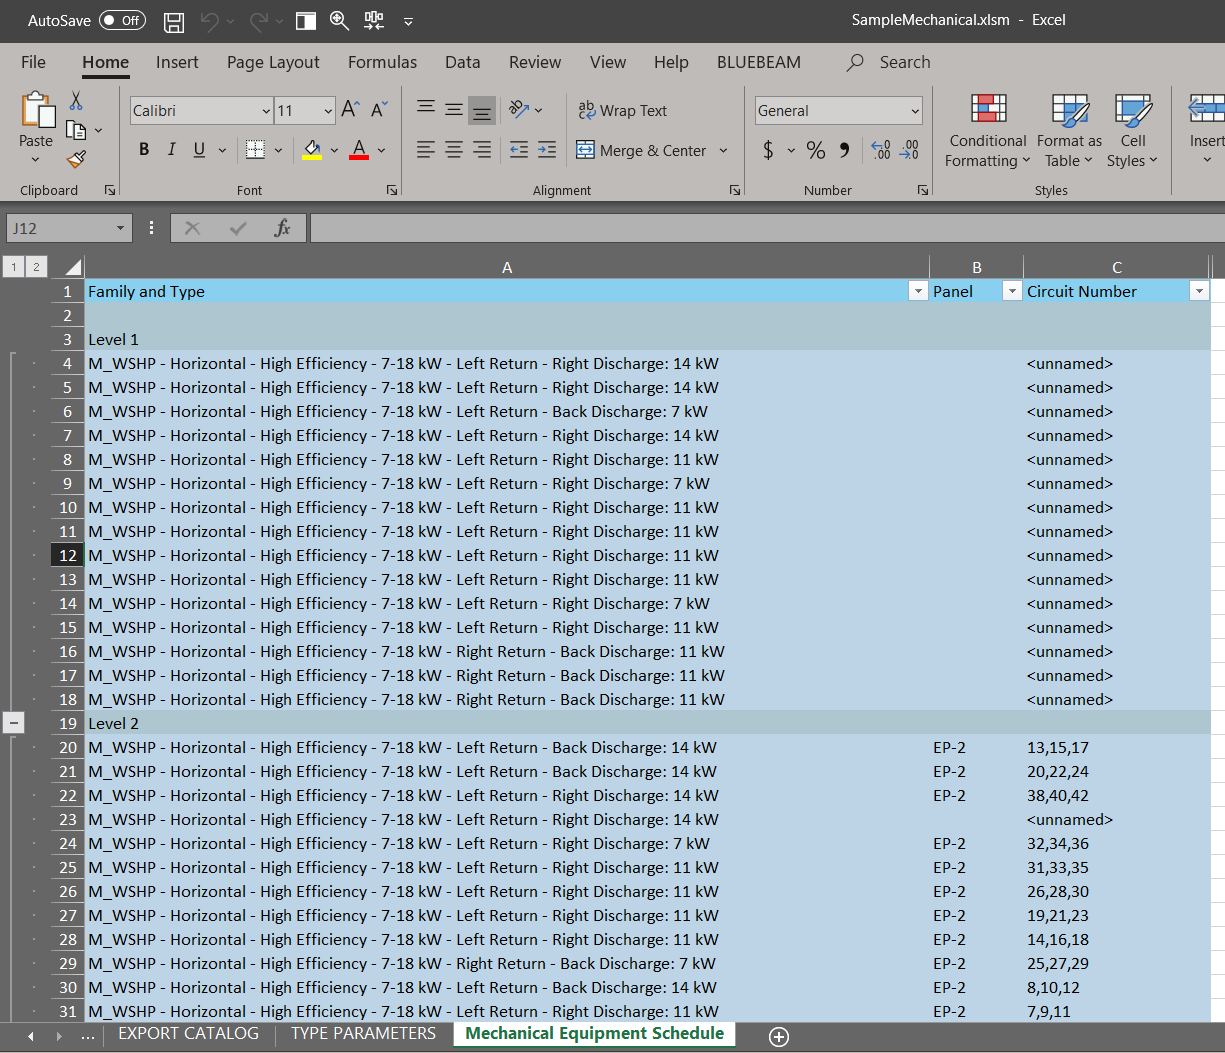 AutoSave Off SampleMechanical.xlsm - Excel
File Home Insert Page Layout Formulas Data Review View Help BLUEBEAM Search
Paste Calibri 11 A A ab Wrap Text General Conditional Formatting Format as Table Cell Styles Insert
B I U A Merge & Center $ % , .00 .00
Clipboard Font Alignment Number Styles
J12 fx
1 2 A B C
1 Family and Type Panel Circuit Number
2
3 Level 1
4 M_WSHP - Horizontal - High Efficiency - 7-18 kW - Left Return - Right Discharge: 14 kW <unnamed>
5 M_WSHP - Horizontal - High Efficiency - 7-18 kW - Left Return - Right Discharge: 14 kW <unnamed>
6 M_WSHP - Horizontal - High Efficiency - 7-18 kW - Left Return - Back Discharge: 7 kW <unnamed>
7 M_WSHP - Horizontal - High Efficiency - 7-18 kW - Left Return - Right Discharge: 14 kW <unnamed>
8 M_WSHP - Horizontal - High Efficiency - 7-18 kW - Left Return - Right Discharge: 11 kW <unnamed>
9 M_WSHP - Horizontal - High Efficiency - 7-18 kW - Left Return - Right Discharge: 7 kW <unnamed>
10 M_WSHP - Horizontal - High Efficiency - 7-18 kW - Left Return - Right Discharge: 11 kW <unnamed>
11 M_WSHP - Horizontal - High Efficiency - 7-18 kW - Left Return - Right Discharge: 11 kW <unnamed>
12 M_WSHP - Horizontal - High Efficiency - 7-18 kW - Left Return - Right Discharge: 11 kW <unnamed>
13 M_WSHP - Horizontal - High Efficiency - 7-18 kW - Left Return - Right Discharge: 11 kW <unnamed>
14 M_WSHP - Horizontal - High Efficiency - 7-18 kW - Left Return - Right Discharge: 7 kW <unnamed>
15 M_WSHP - Horizontal - High Efficiency - 7-18 kW - Left Return - Right Discharge: 11 kW <unnamed>
16 M_WSHP - Horizontal - High Efficiency - 7-18 kW - Right Return - Back Discharge: 11 kW <unnamed>
17 M_WSHP - Horizontal - High Efficiency - 7-18 kW - Right Return - Back Discharge: 11 kW <unnamed>
18 M_WSHP - Horizontal - High Efficiency - 7-18 kW - Right Return - Back Discharge: 11 kW <unnamed>
19 Level 2
20 M_WSHP - Horizontal - High Efficiency - 7-18 kW - Left Return - Back Discharge: 14 kW EP-2 13,15,17
21 M_WSHP - Horizontal - High Efficiency - 7-18 kW - Left Return - Back Discharge: 14 kW EP-2 20,22,24
22 M_WSHP - Horizontal - High Efficiency - 7-18 kW - Left Return - Right Discharge: 14 kW EP-2 38,40,42
23 M_WSHP - Horizontal - High Efficiency - 7-18 kW - Left Return - Right Discharge: 14 kW <unnamed>
24 M_WSHP - Horizontal - High Efficiency - 7-18 kW - Left Return - Right Discharge: 7 kW EP-2 32,34,36
25 M_WSHP - Horizontal - High Efficiency - 7-18 kW - Left Return - Right Discharge: 11 kW EP-2 31,33,35
26 M_WSHP - Horizontal - High Efficiency - 7-18 kW - Left Return - Right Discharge: 11 kW EP-2 26,28,30
27 M_WSHP - Horizontal - High Efficiency - 7-18 kW - Left Return - Right Discharge: 11 kW EP-2 19,21,23
28 M_WSHP - Horizontal - High Efficiency - 7-18 kW - Left Return - Right Discharge: 11 kW EP-2 14,16,18
29 M_WSHP - Horizontal - High Efficiency - 7-18 kW - Right Return - Back Discharge: 7 kW EP-2 25,27,29
30 M_WSHP - Horizontal - High Efficiency - 7-18 kW - Left Return - Back Discharge: 14 kW EP-2 8,10,12
31 M_WSHP - Horizontal - High Efficiency - 7-18 kW - Left Return - Right Discharge: 11 kW EP-2 7,9,11
... EXPORT CATALOG TYPE PARAMETERS Mechanical Equipment Schedule